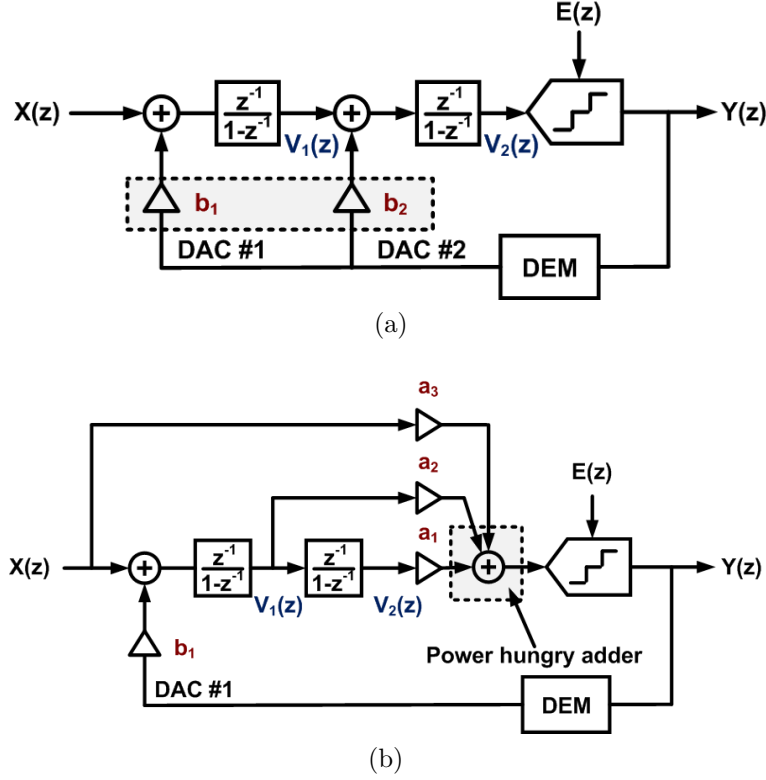 E(z)
X(z)
z⁻¹
1-z⁻¹
V₁(z)
z⁻¹
1-z⁻¹
V₂(z)
Y(z)
b₁
b₂
DAC #1
DAC #2
DEM
(a)
a₃
a₂
E(z)
a₁
X(z)
z⁻¹
1-z⁻¹
V₁(z)
z⁻¹
1-z⁻¹
V₂(z)
Y(z)
b₁
Power hungry adder
DAC #1
DEM
(b)